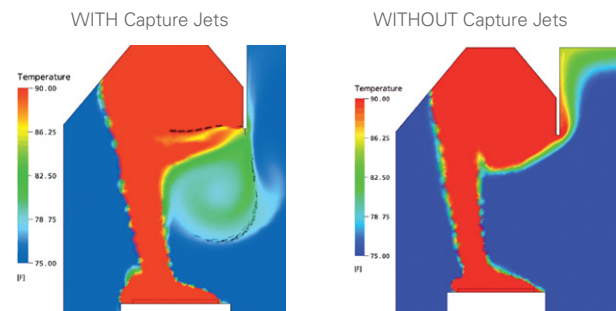 WITH Capture Jets
Temperature
90.00
86.25
82.50
78.75
75.00
[F]
WITHOUT Capture Jets
Temperature
90.00
86.25
82.50
78.75
75.00
[F]